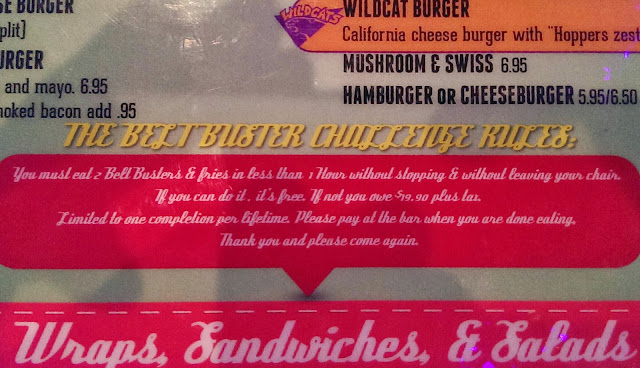 SE BURGER
plit]
URGER
and mayo. 6.95
moked bacon add .95
WILDCATS
WILDCAT BURGER
California cheese burger with "Hoppers zest
MUSHROOM & SWISS 6.95
HAMBURGER OR CHEESEBURGER 5.95/6.50
THE BELT BUSTER CHALLENGE RULES:
You must eat 2 Belt Busters & fries in less than 1 Hour without stopping & without leaving your chair.
If you can do it, it's free. If not you owe $19.90 plus tax.
Limited to one completion per lifetime. Please pay at the bar when you are done eating.
Thank you and please come again.
Wraps, Sandwiches, & Salads